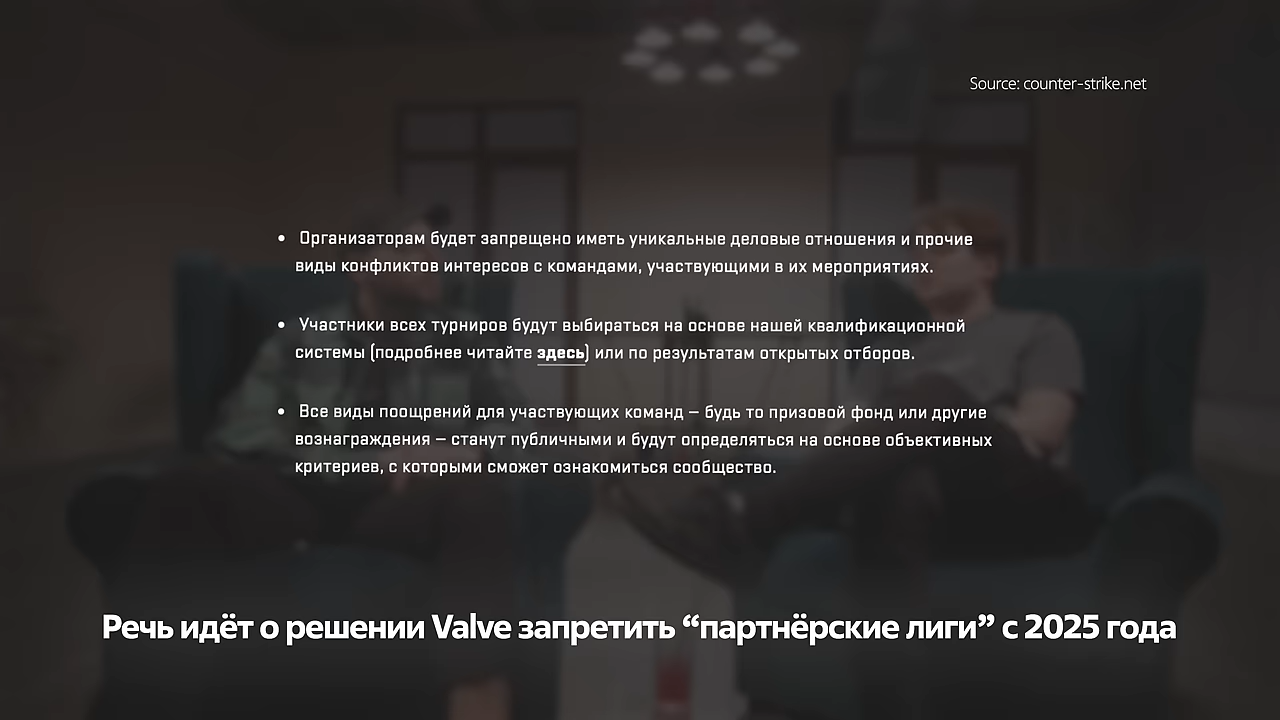 Source: counter-strike.net
• Организаторам будет запрещено иметь уникальные деловые отношения и прочие
виды конфликтов интересов с командами, участвующими в их мероприятиях.
• Участники всех турниров будут выбираться на основе нашей квалификационной
системы (подробнее читайте здесь) или по результатам открытых отборов.
• Все виды поощрений для участвующих команд — будь то призовой фонд или другие
вознаграждения — станут публичными и будут определяться на основе объективных
критериев, с которыми сможет ознакомиться сообщество.
Речь идёт о решении Valve запретить “партнёрские лиги” с 2025 года